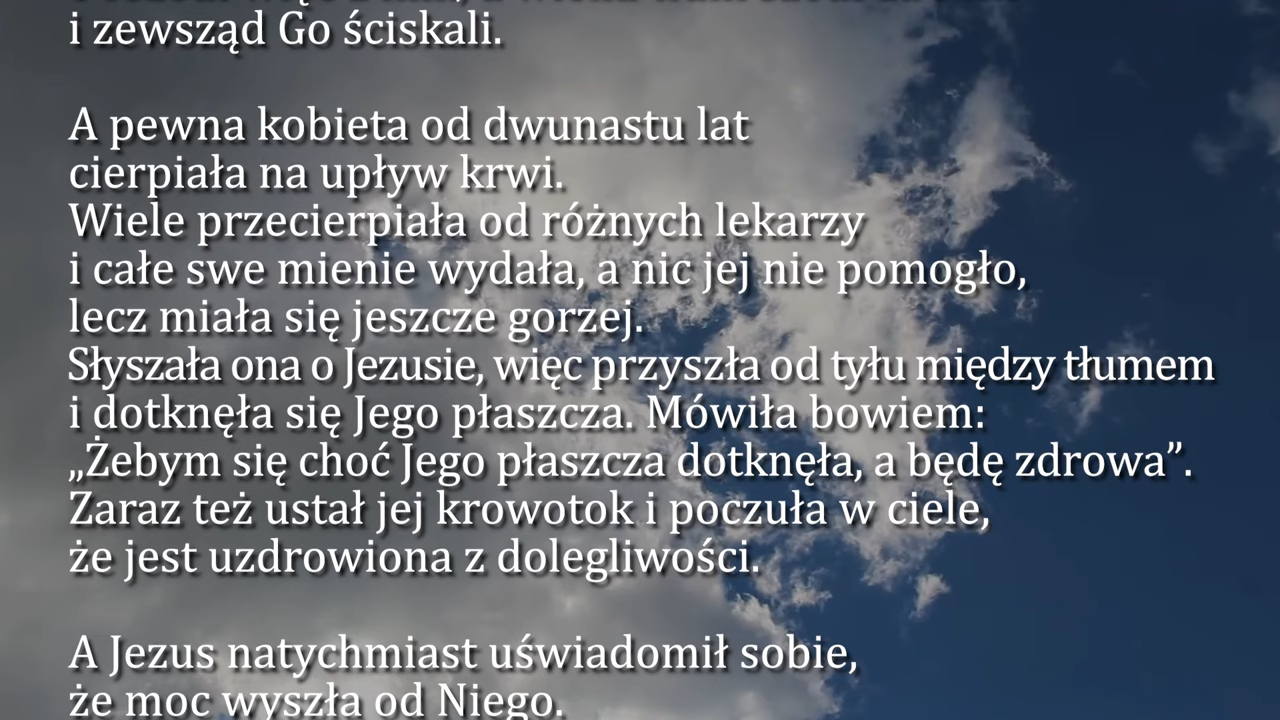 i zewsząd Go ściskali.
A pewna kobieta od dwunastu lat
cierpiała na upływ krwi.
Wiele przecierpiała od różnych lekarzy
i całe swe mienie wydała, a nic jej nie pomogło,
lecz miała się jeszcze gorzej.
Słyszała ona o Jezusie, więc przyszła od tyłu między tłumem
i dotknęła się Jego płaszcza. Mówiła bowiem:
„Żebym się choć Jego płaszcza dotknęła, a będę zdrowa”.
Zaraz też ustał jej krowotok i poczuła w ciele,
że jest uzdrowiona z dolegliwości.
A Jezus natychmiast uświadomił sobie,
że moc wyszła od Niego.